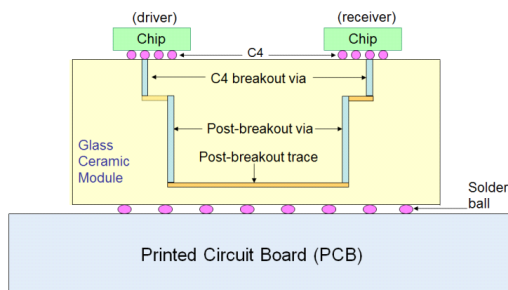 (driver)
(receiver)
Chip
Chip
C4
C4 breakout via
Post-breakout via
Glass
Ceramic
Module
Post-breakout trace
Solder
ball
Printed Circuit Board (PCB)